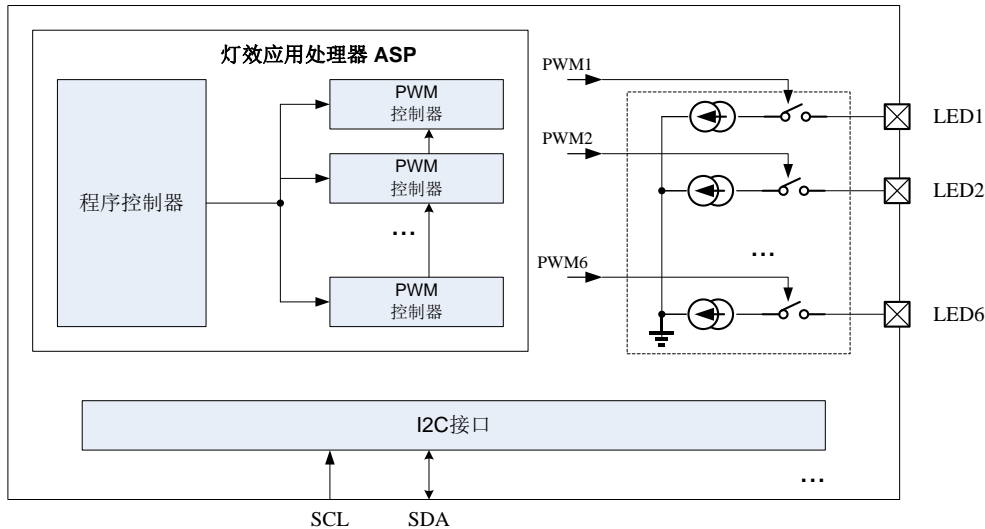 灯效应用处理器 ASP
程序控制器
PWM
控制器
PWM
控制器
...
PWM
控制器
PWM1
PWM2
PWM6
...
LED1
LED2
LED6
I2C接口
...
SCL
SDA